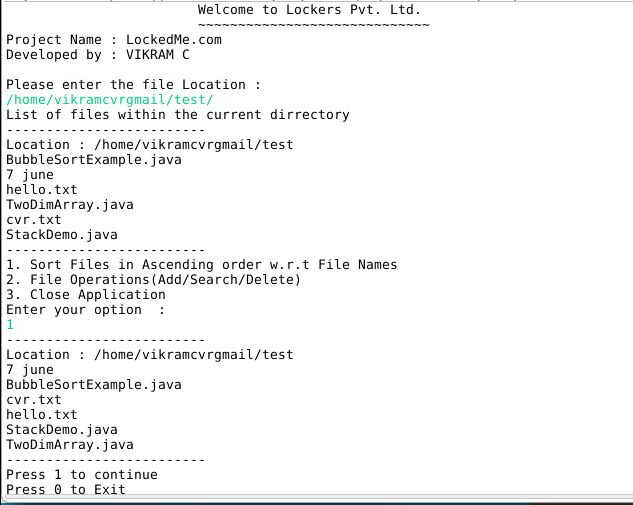 Welcome to Lockers Pvt. Ltd.
~~~~~~~~~~~~~~~~~~~~~~~~~~~~~
Project Name : LockedMe.com
Developed by : VIKRAM C
Please enter the file Location :
/home/vikramcvrgmail/test/
List of files within the current dirrectory
-------------------------
Location : /home/vikramcvrgmail/test
BubbleSortExample.java
7 june
hello.txt
TwoDimArray.java
cvr.txt
StackDemo.java
-------------------------
1. Sort Files in Ascending order w.r.t File Names
2. File Operations(Add/Search/Delete)
3. Close Application
Enter your option  :
1
-------------------------
Location : /home/vikramcvrgmail/test
7 june
BubbleSortExample.java
cvr.txt
hello.txt
StackDemo.java
TwoDimArray.java
-------------------------
Press 1 to continue
Press 0 to Exit